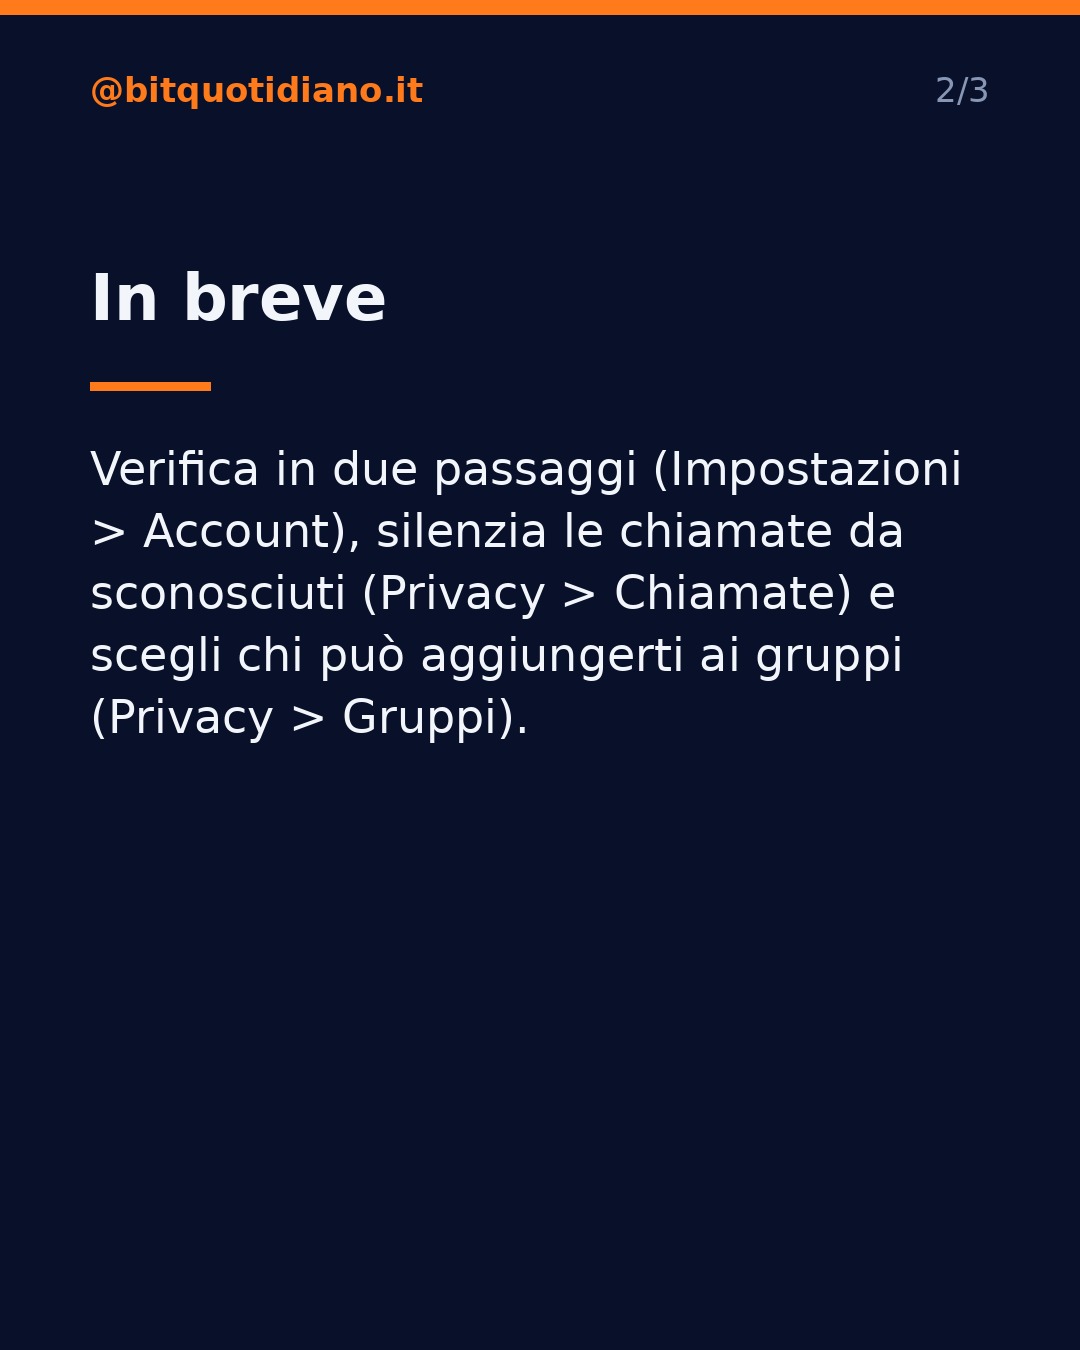 @bitquotidiano.it
2/3
In breve
Verifica in due passaggi (Impostazioni
> Account), silenzia le chiamate da
sconosciuti (Privacy > Chiamate) e
scegli chi può aggiungerti ai gruppi
(Privacy > Gruppi).